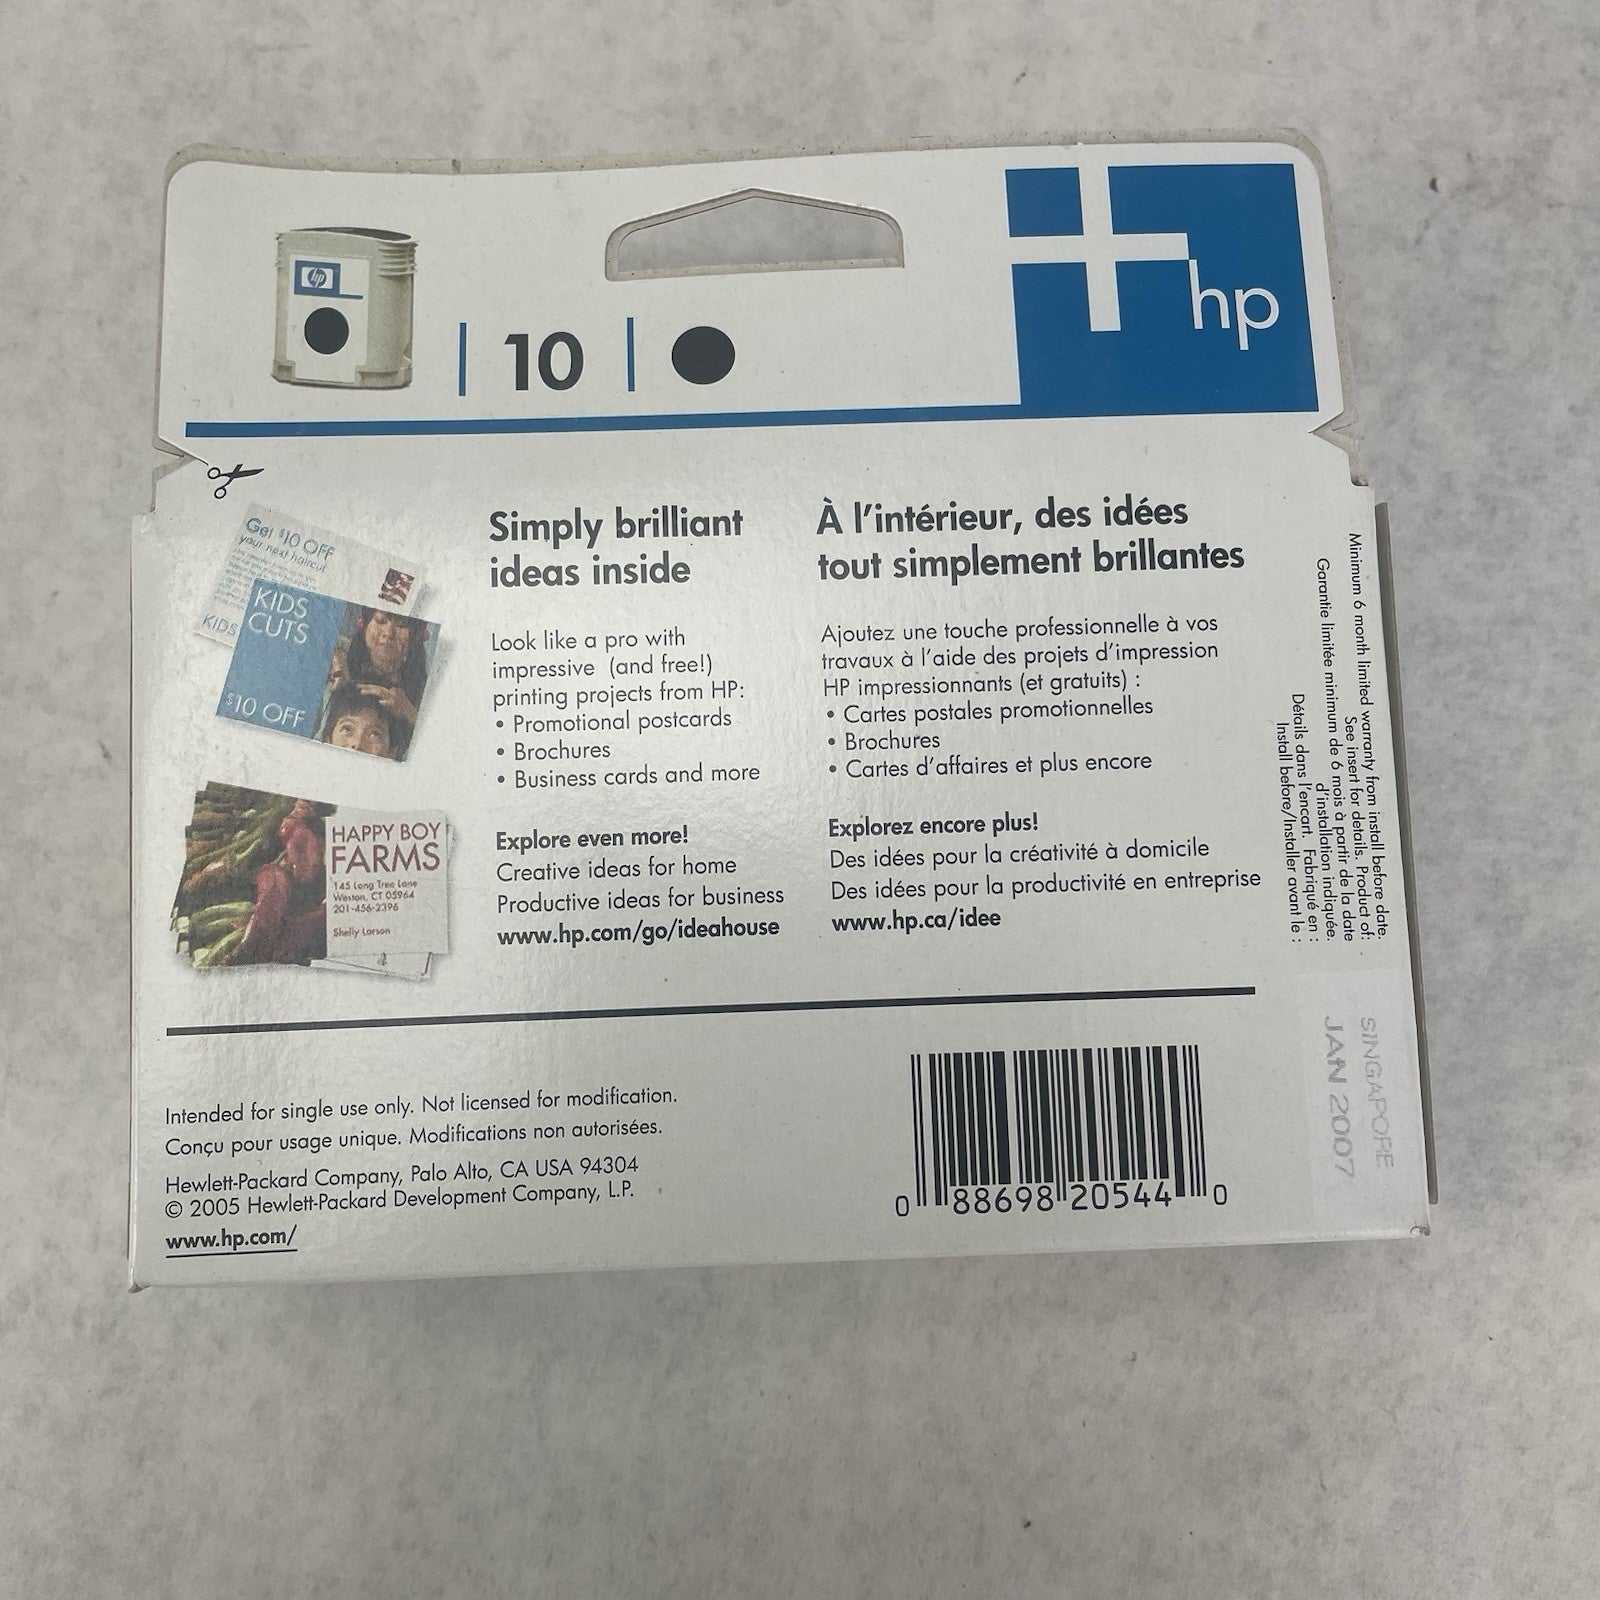 hp
10
hp
Get $10 OFF
your next haircut
KIDS
KIDS
CUTS
$10 OFF
HAPPY BOY
FARMS
145 Long Tree Lane
Weston, CT 05964
201-456-2396
Shelly Larson
Simply brilliant
ideas inside
Look like a pro with
impressive (and free!)
printing projects from HP:
• Promotional postcards
• Brochures
• Business cards and more
Explore even more!
Creative ideas for home
Productive ideas for business
www.hp.com/go/ideahouse
À l'intérieur, des idées
tout simplement brillantes
Ajoutez une touche professionnelle à vos
travaux à l'aide des projets d'impression
HP impressionnants (et gratuits) :
• Cartes postales promotionnelles
• Brochures
• Cartes d'affaires et plus encore
Explorez encore plus!
Des idées pour la créativité à domicile
Des idées pour la productivité en entreprise
www.hp.ca/idee
Minimum 6 month limited warranty from install before date.
See insert for details. Product of:
Garantie limitée minimum de 6 mois à partir de la date
d'installation indiquée.
Détails dans l'encart. Fabriqué en :
Install before/Installer avant le :
SINGAPORE
JAN 2007
Intended for single use only. Not licensed for modification.
Conçu pour usage unique. Modifications non autorisées.
Hewlett-Packard Company, Palo Alto, CA USA 94304
© 2005 Hewlett-Packard Development Company, L.P.
www.hp.com/
0 88698 20544 0